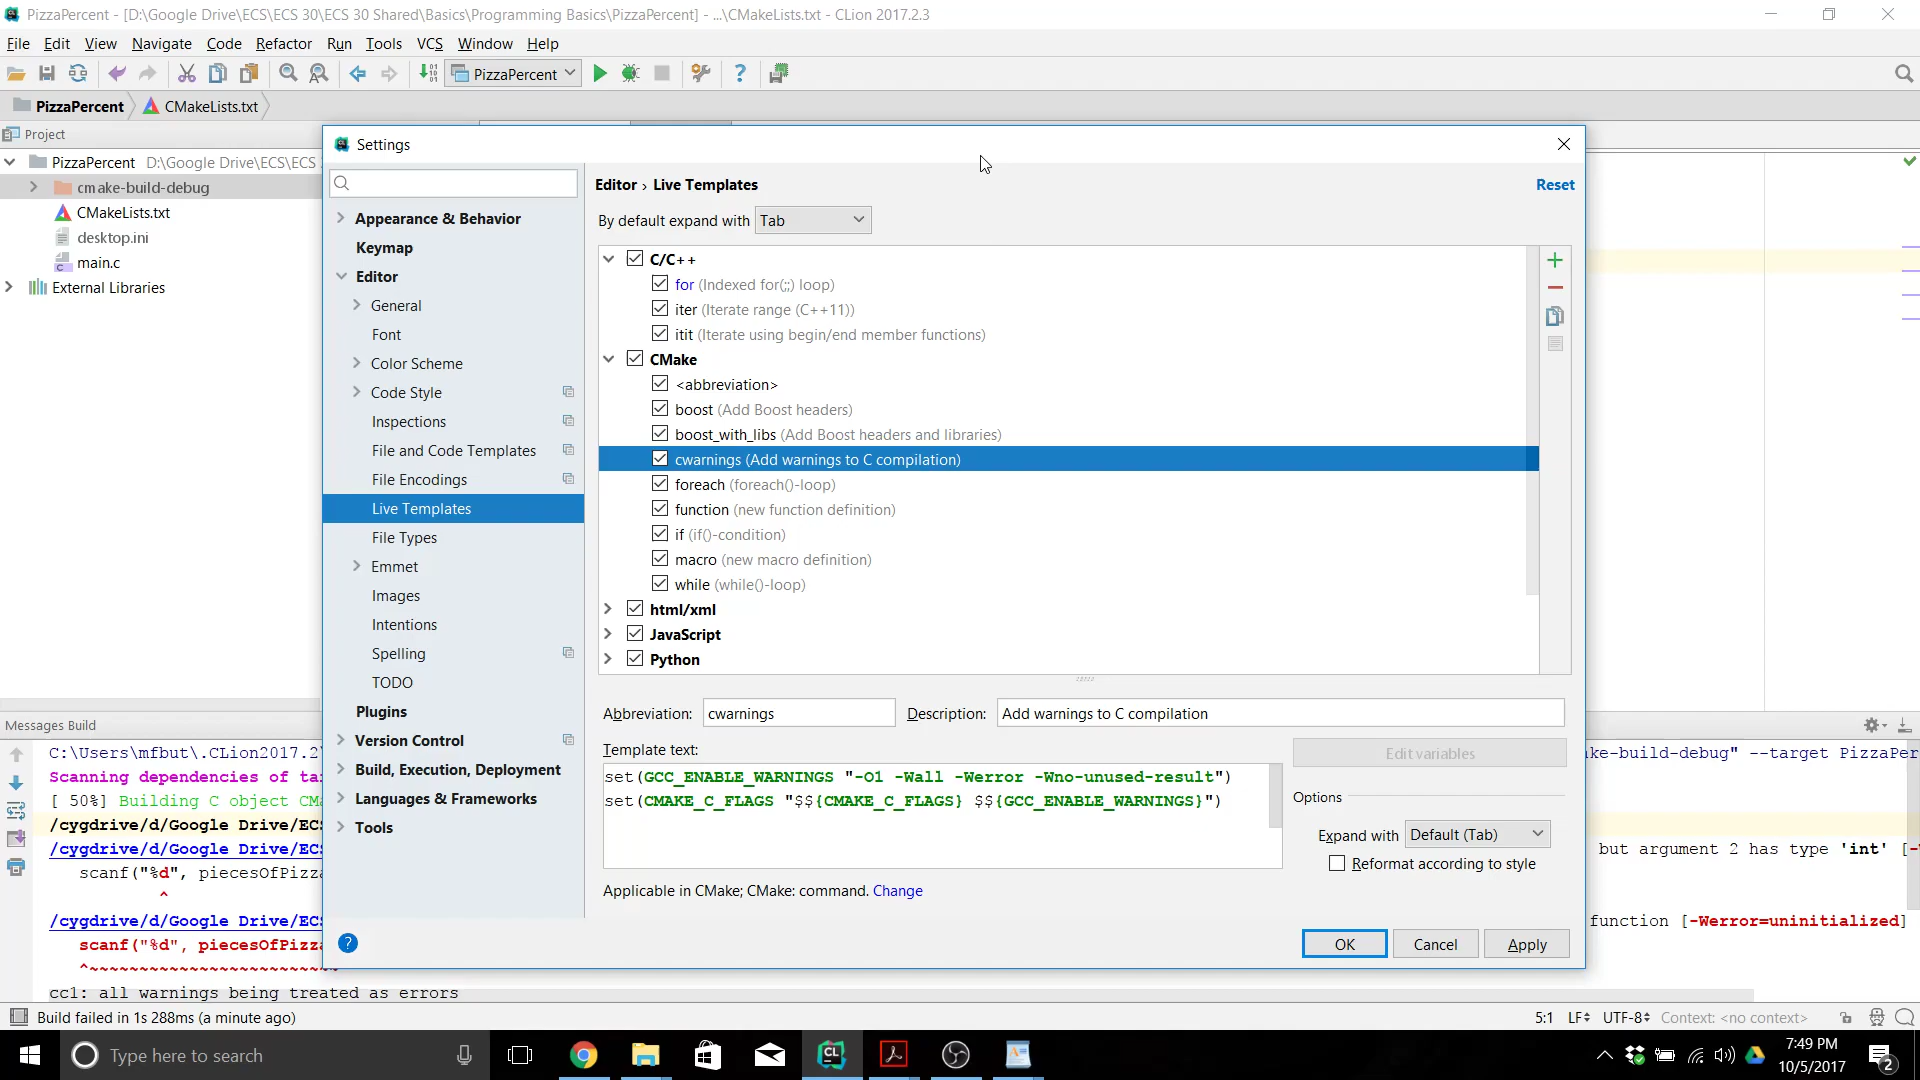 PizzaPercent - [D:\Google Drive\ECS\ECS 30\ECS 30 Shared\Basics\Programming Basics\PizzaPercent] - ...\CMakeLists.txt - CLion 2017.2.3
File Edit View Navigate Code Refactor Run Tools VCS Window Help
PizzaPercent
PizzaPercent CMakeLists.txt
Project
PizzaPercent D:\Google Drive\ECS\ECS
cmake-build-debug
CMakeLists.txt
desktop.ini
main.c
External Libraries
Settings
Appearance & Behavior
Keymap
Editor
General
Font
Color Scheme
Code Style
Inspections
File and Code Templates
File Encodings
Live Templates
File Types
Emmet
Images
Intentions
Spelling
TODO
Plugins
Version Control
Build, Execution, Deployment
Languages & Frameworks
Tools
Editor › Live Templates Reset
By default expand with Tab
C/C++
for (Indexed for(;;) loop)
iter (Iterate range (C++11))
itit (Iterate using begin/end member functions)
CMake
<abbreviation>
boost (Add Boost headers)
boost_with_libs (Add Boost headers and libraries)
cwarnings (Add warnings to C compilation)
foreach (foreach()-loop)
function (new function definition)
if (if()-condition)
macro (new macro definition)
while (while()-loop)
html/xml
JavaScript
Python
Abbreviation: cwarnings Description: Add warnings to C compilation
Template text: Edit variables
set(GCC_ENABLE_WARNINGS "-O1 -Wall -Werror -Wno-unused-result")
set(CMAKE_C_FLAGS "$${CMAKE_C_FLAGS} $${GCC_ENABLE_WARNINGS}")
Options
Expand with Default (Tab)
Reformat according to style
Applicable in CMake; CMake: command. Change
OK Cancel Apply
Messages Build
C:\Users\mfbut\.CLion2017.2\ ke-build-debug" --target PizzaPer
Scanning dependencies of ta
[ 50%] Building C object CM
/cygdrive/d/Google Drive/ECS
/cygdrive/d/Google Drive/ECS but argument 2 has type 'int' [-
scanf("%d", piecesOfPizza
^
/cygdrive/d/Google Drive/ECS function [-Werror=uninitialized]
scanf("%d", piecesOfPizza
^~~~~~~~~~~~~~~~~~~~~~~~~
cc1: all warnings being treated as errors
Build failed in 1s 288ms (a minute ago) 5:1 LF UTF-8 Context: <no context>
Type here to search
7:49 PM
10/5/2017
2